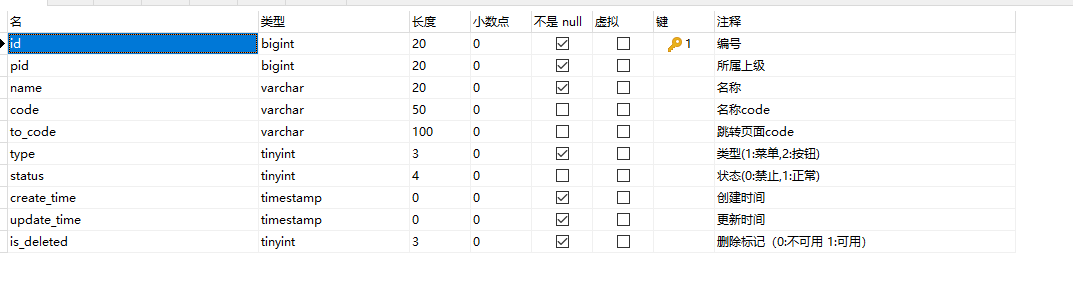 名 类型 长度 小数点 不是 null 虚拟 键 注释
id bigint 20 0 1 编号
pid bigint 20 0 所属上级
name varchar 20 0 名称
code varchar 50 0 名称code
to_code varchar 100 0 跳转页面code
type tinyint 3 0 类型(1:菜单,2:按钮)
status tinyint 4 0 状态(0:禁止,1:正常)
create_time timestamp 0 0 创建时间
update_time timestamp 0 0 更新时间
is_deleted tinyint 3 0 删除标记（0:不可用 1:可用）